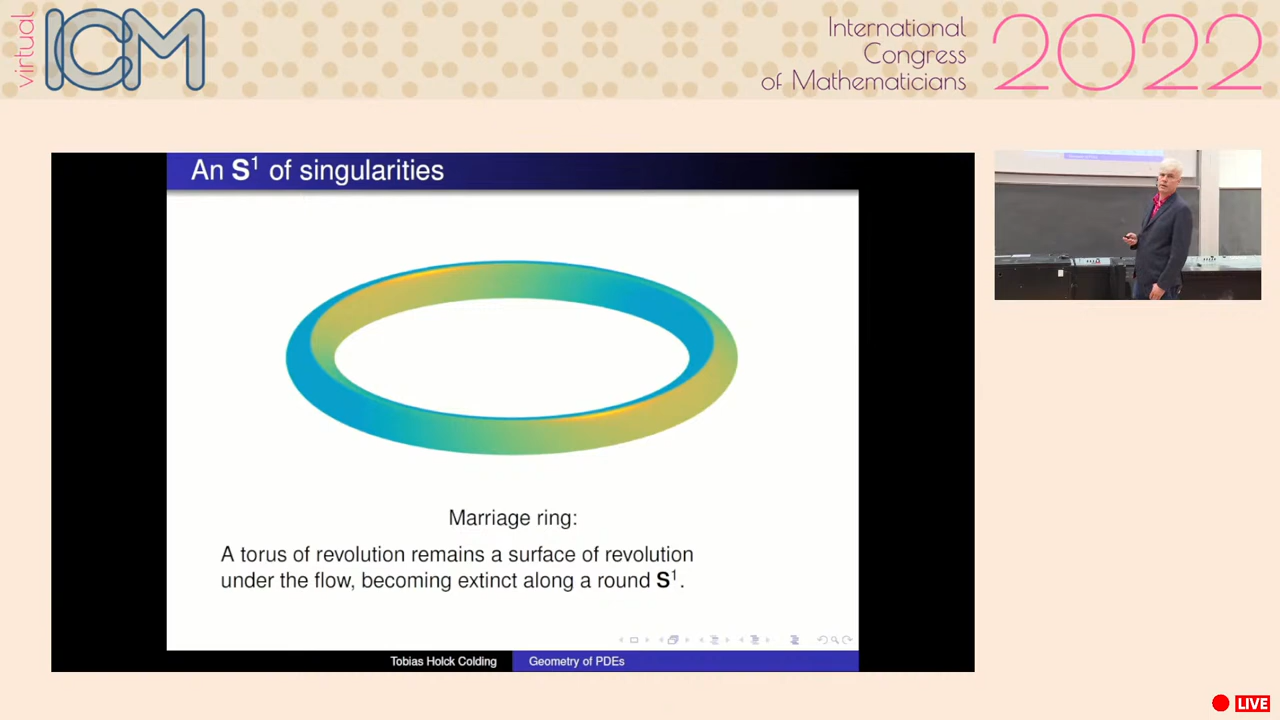 virtual
ICM
International
Congress
of Mathematicians
2022
An S¹ of singularities
Marriage ring:
A torus of revolution remains a surface of revolution
under the flow, becoming extinct along a round S¹.
Tobias Holck Colding
Geometry of PDEs
LIVE